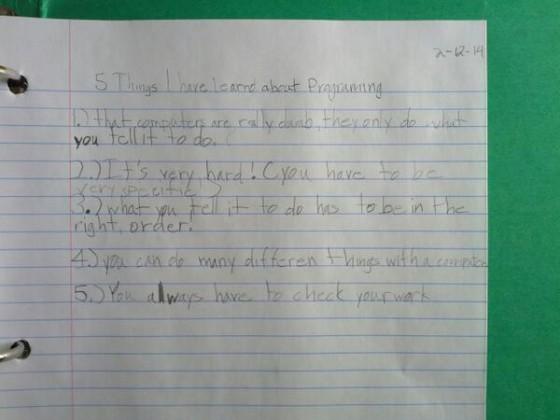 2-12-14
5 Things I have learnd about Programing
1.) that computers are really dumb, they only do what
you tell it to do.
2.) It's very hard! (you have to be
very specific!)
3.) what you tell it to do has to be in the
right, order.
4.) you can do many differen things with a computer
5.) You always have to check your work